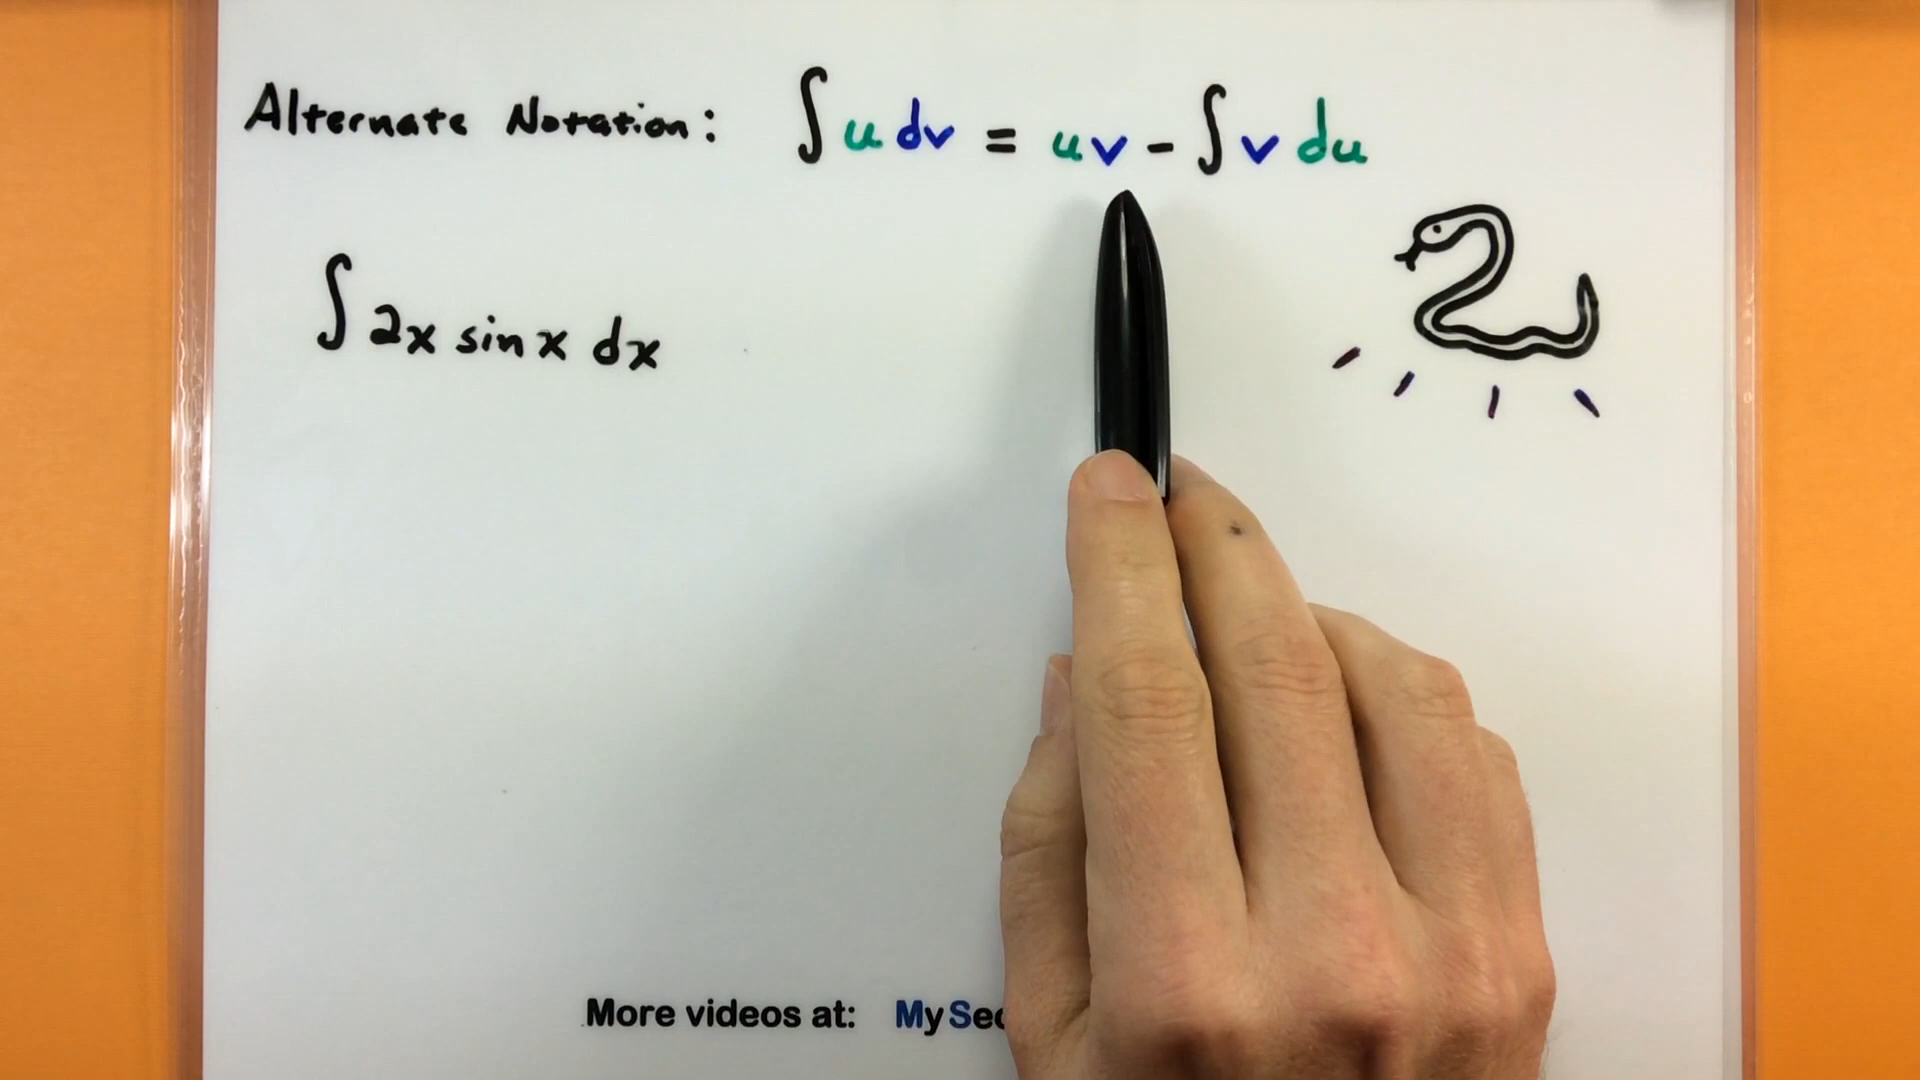 Alternate Notation: ∫ u dv = uv - ∫ v du
∫ 2x sin x dx
More videos at: MySec